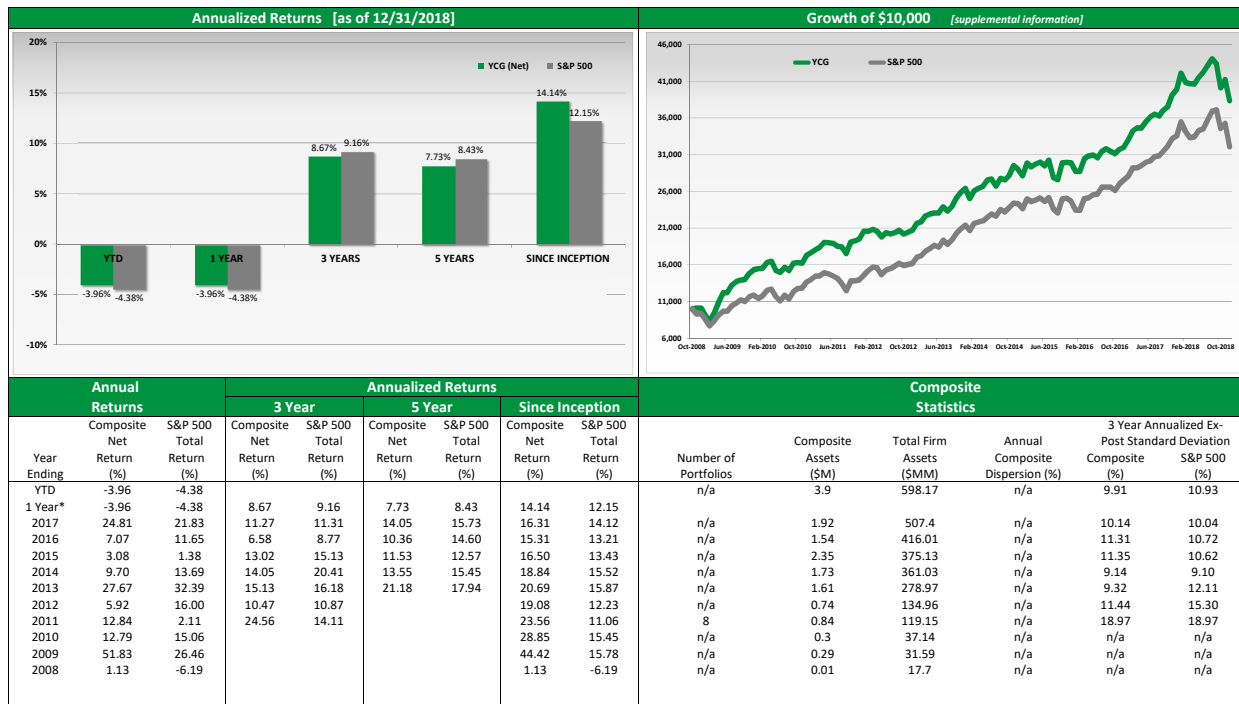 Annualized Returns [as of 12/31/2018]
20%
15%
10%
5%
0%
-5%
-10%
YCG (Net) S&P 500
-3.96% -4.38% -3.96% -4.38% 8.67% 9.16% 7.73% 8.43% 14.14% 12.15%
YTD 1 YEAR 3 YEARS 5 YEARS SINCE INCEPTION
Growth of $10,000 [supplemental information]
46,000
41,000
36,000
31,000
26,000
21,000
16,000
11,000
6,000
YCG S&P 500
Oct-2008 Jun-2009 Feb-2010 Oct-2010 Jun-2011 Feb-2012 Oct-2012 Jun-2013 Feb-2014 Oct-2014 Jun-2015 Feb-2016 Oct-2016 Jun-2017 Feb-2018 Oct-2018
Annual Annualized Returns Composite
Returns 3 Year 5 Year Since Inception Statistics
Composite S&P 500 Composite S&P 500 Composite S&P 500 Composite S&P 500 3 Year Annualized Ex-
Net Total Net Total Net Total Net Total Composite Total Firm Annual Post Standard Deviation
Year Return Return Return Return Return Return Return Return Number of Assets Assets Composite Composite S&P 500
Ending (%) (%) (%) (%) (%) (%) (%) (%) Portfolios ($M) ($MM) Dispersion (%) (%) (%)
YTD -3.96 -4.38 n/a 3.9 598.17 n/a 9.91 10.93
1 Year* -3.96 -4.38 8.67 9.16 7.73 8.43 14.14 12.15
2017 24.81 21.83 11.27 11.31 14.05 15.73 16.31 14.12 n/a 1.92 507.4 n/a 10.14 10.04
2016 7.07 11.65 6.58 8.77 10.36 14.60 15.31 13.21 n/a 1.54 416.01 n/a 11.31 10.72
2015 3.08 1.38 13.02 15.13 11.53 12.57 16.50 13.43 n/a 2.35 375.13 n/a 11.35 10.62
2014 9.70 13.69 14.05 20.41 13.55 15.45 18.84 15.52 n/a 1.73 361.03 n/a 9.14 9.10
2013 27.67 32.39 15.13 16.18 21.18 17.94 20.69 15.87 n/a 1.61 278.97 n/a 9.32 12.11
2012 5.92 16.00 10.47 10.87 19.08 12.23 n/a 0.74 134.96 n/a 11.44 15.30
2011 12.84 2.11 24.56 14.11 23.56 11.06 8 0.84 119.15 n/a 18.97 18.97
2010 12.79 15.06 28.85 15.45 n/a 0.3 37.14 n/a n/a n/a
2009 51.83 26.46 44.42 15.78 n/a 0.29 31.59 n/a n/a n/a
2008 1.13 -6.19 1.13 -6.19 n/a 0.01 17.7 n/a n/a n/a